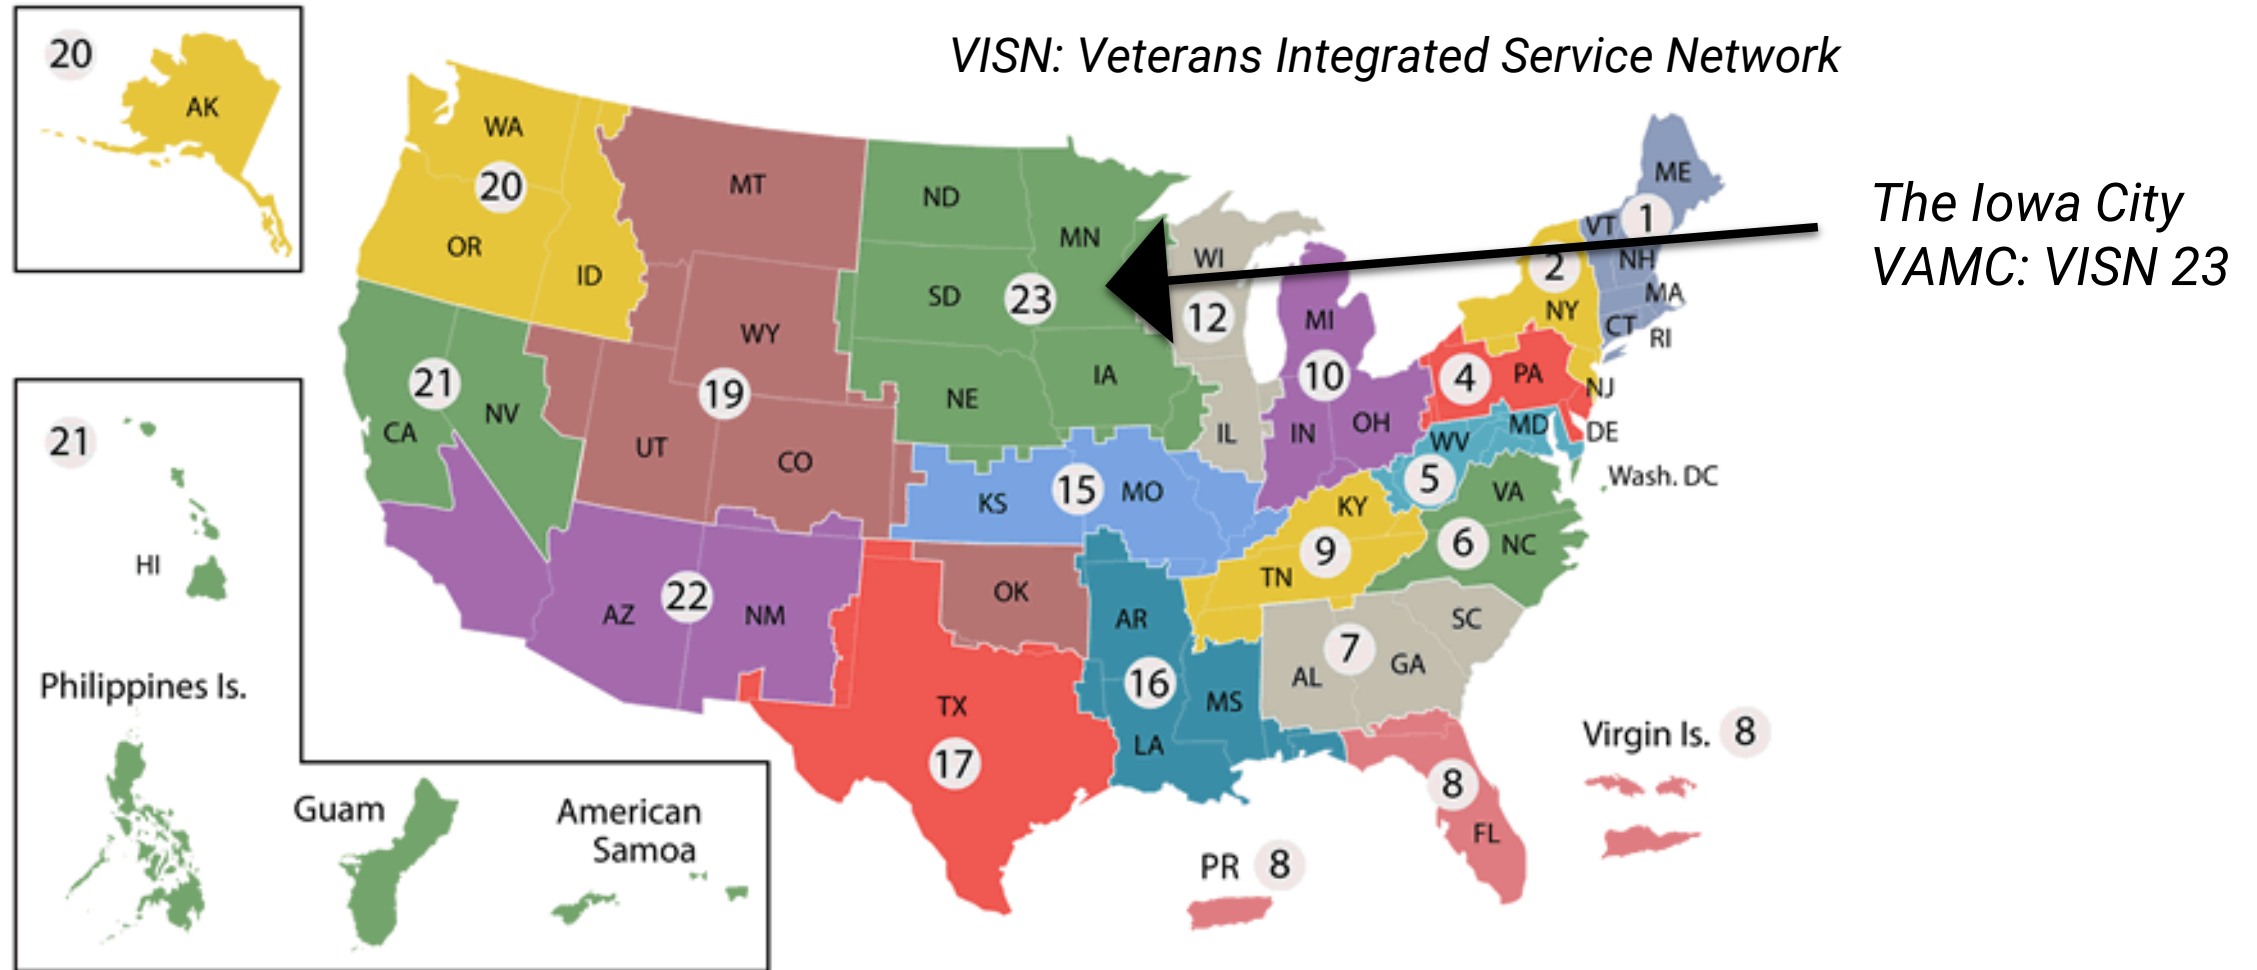 VISN: Veterans Integrated Service Network
20
AK
WA
20
OR
ID
MT
WY
19
UT
CO
ND
MN
SD
23
NE
IA
WI
12
IL
MI
10
IN
OH
ME
VT
1
NH
MA
CT
RI
2
NY
4
PA
NJ
DE
MD
WV
5
Wash. DC
The Iowa City
VAMC: VISN 23
21
CA
NV
KS
15
MO
KY
9
TN
VA
6
NC
22
AZ
NM
OK
AR
16
MS
LA
TX
17
AL
7
GA
SC
8
FL
Virgin Is. 8
PR 8
21
HI
Philippines Is.
Guam
American
Samoa